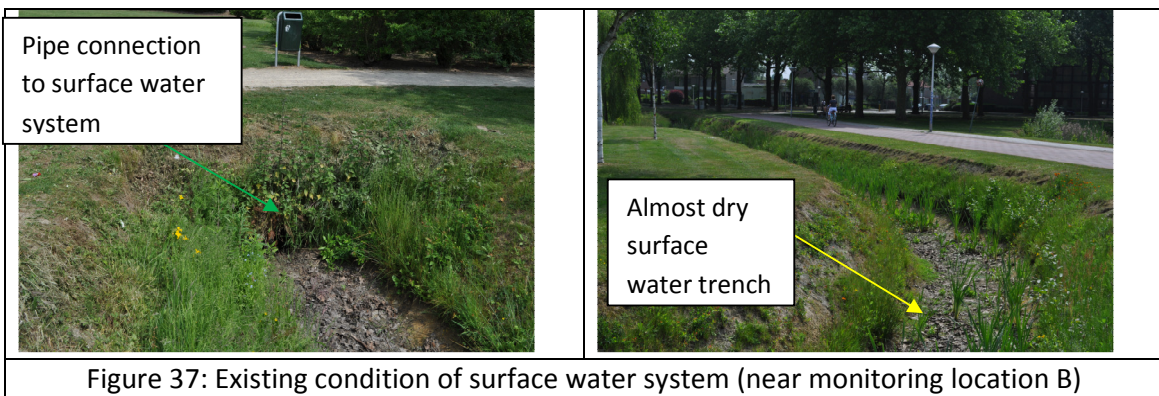 Pipe connection
to surface water
system
Almost dry
surface
water trench
Figure 37: Existing condition of surface water system (near monitoring location B)